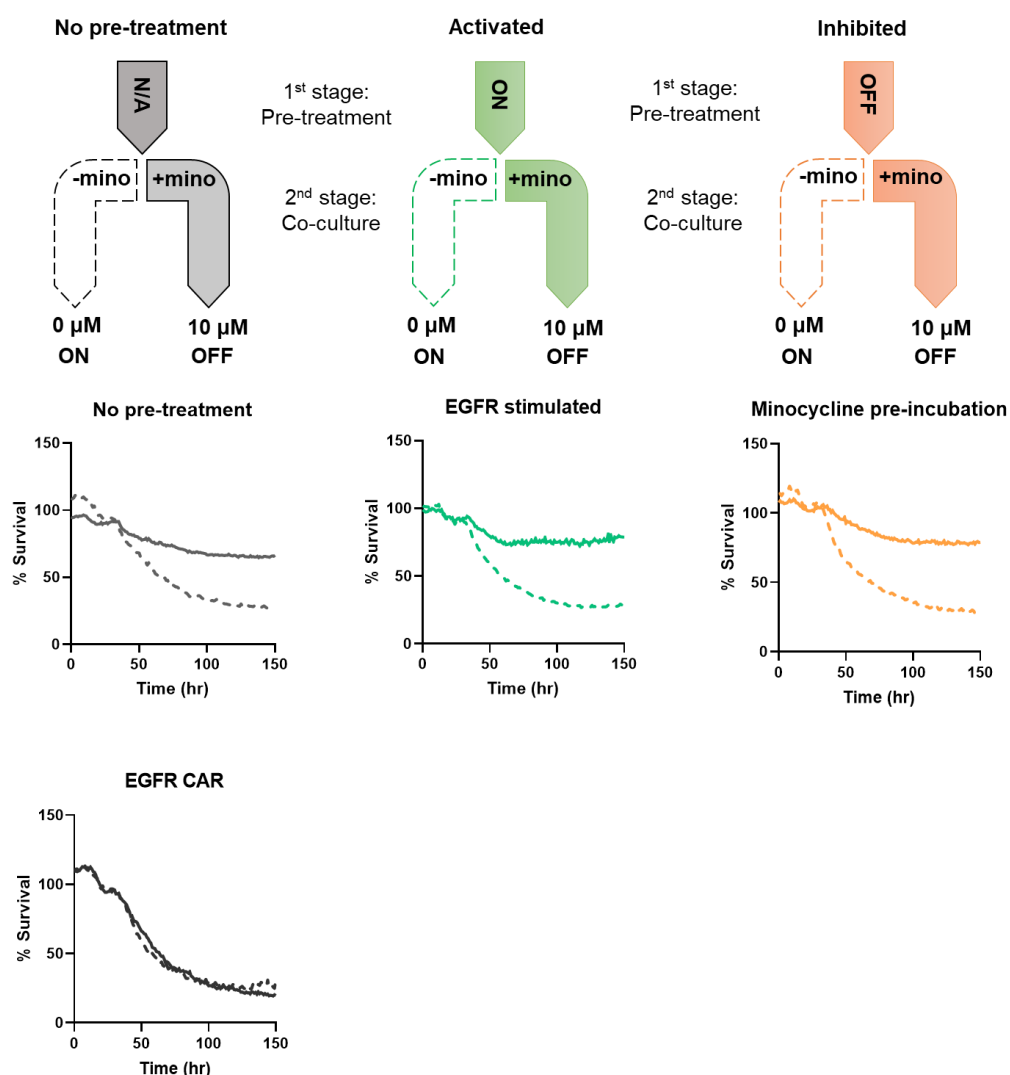 No pre-treatment
N/A
-mino
+mino
0 µM
ON
10 µM
OFF
1st stage:
Pre-treatment
2nd stage:
Co-culture
Activated
ON
-mino
+mino
0 µM
ON
10 µM
OFF
1st stage:
Pre-treatment
2nd stage:
Co-culture
Inhibited
OFF
-mino
+mino
0 µM
ON
10 µM
OFF
No pre-treatment
% Survival
150
100
50
0
0 50 100 150
Time (hr)
EGFR stimulated
% Survival
150
100
50
0
0 50 100 150
Time (hr)
Minocycline pre-incubation
% Survival
150
100
50
0
0 50 100 150
Time (hr)
EGFR CAR
% Survival
150
100
50
0
0 50 100 150
Time (hr)